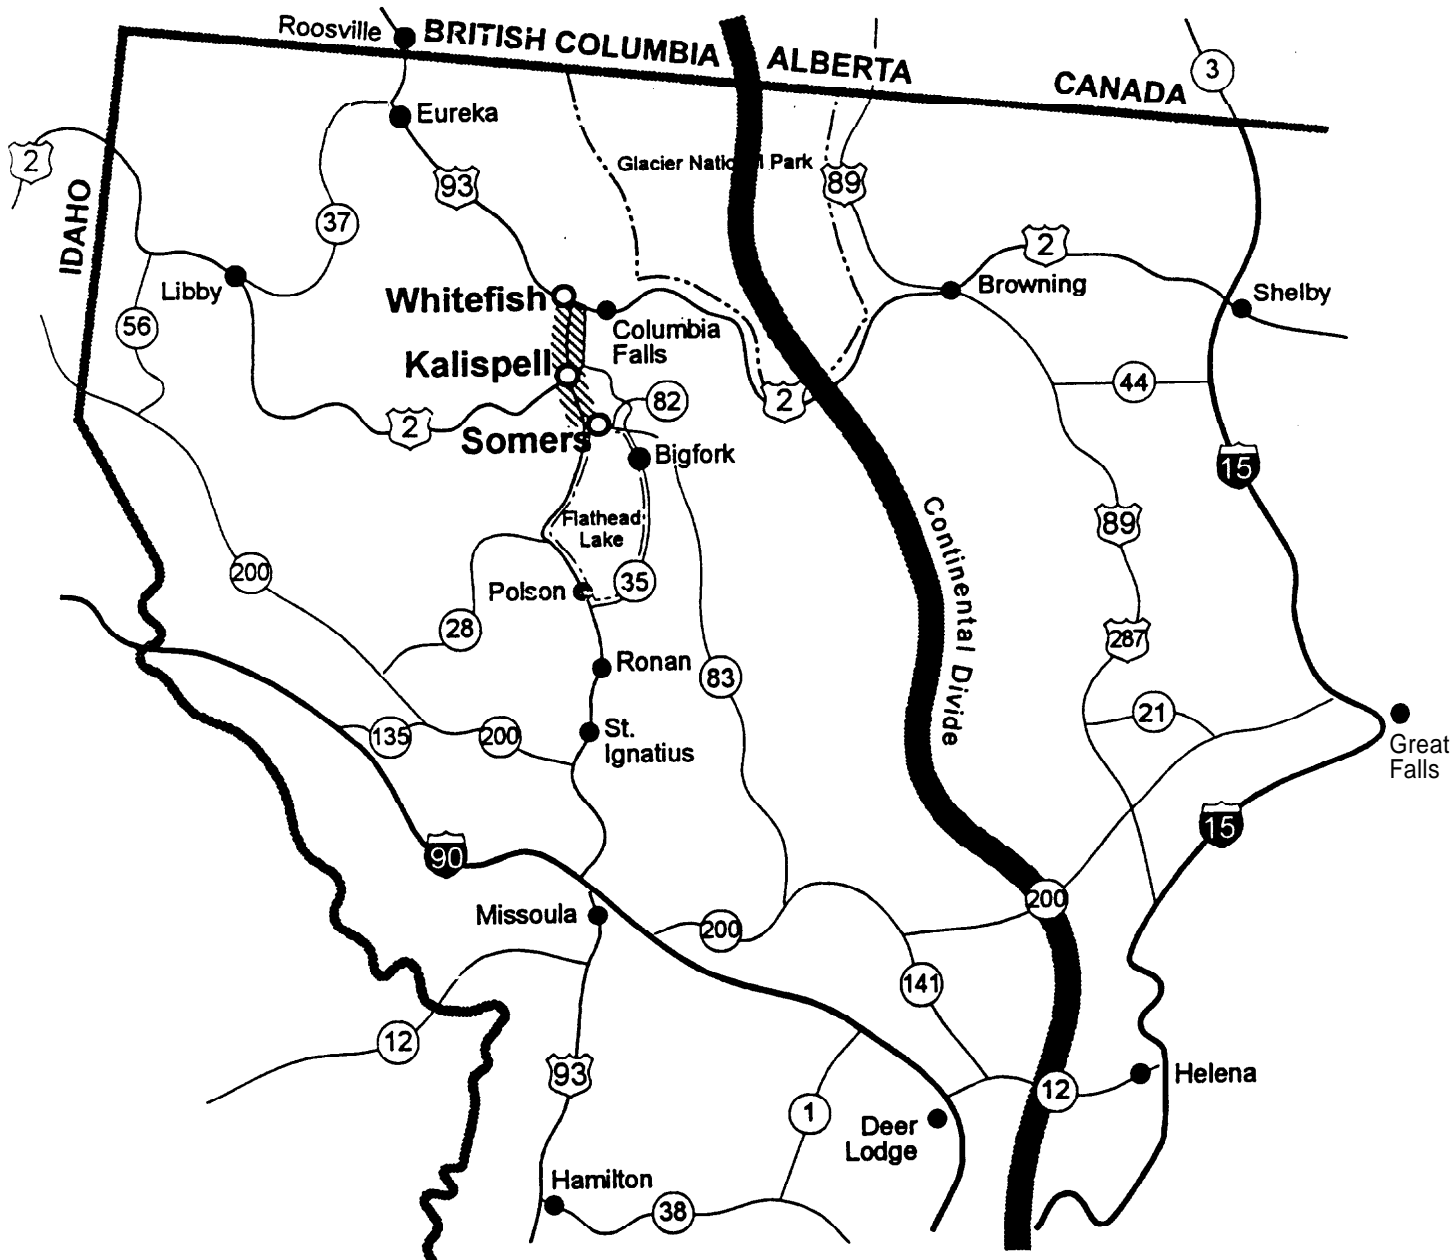 Roosville
BRITISH COLUMBIA
ALBERTA
CANADA
3
Eureka
2
IDAHO
93
Glacier National Park
89
37
2
Libby
Whitefish
Browning
Shelby
56
Columbia
Falls
Kalispell
44
82
2
2
Somers
Bigfork
15
Continental Divide
Flathead
Lake
89
200
Polson
35
28
287
Ronan
83
21
135
200
St.
Ignatius
Great
Falls
90
15
Missoula
200
200
141
12
93
12
Helena
1
Deer
Lodge
Hamilton
38